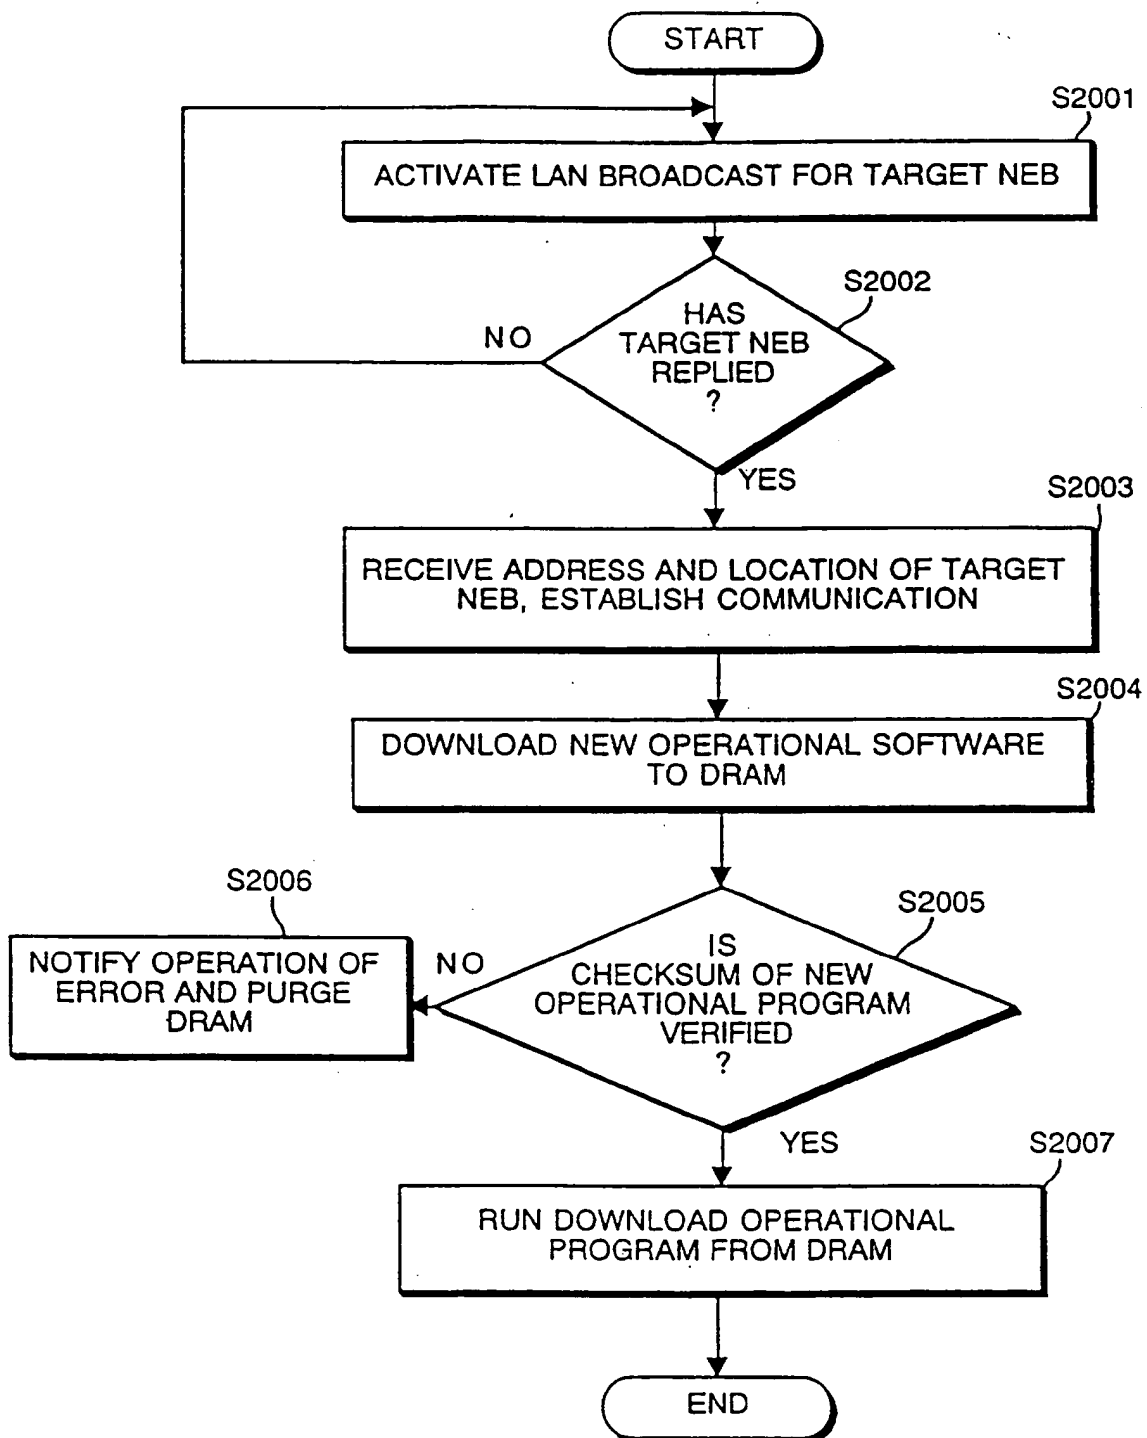 START
S2001
ACTIVATE LAN BROADCAST FOR TARGET NEB
S2002
HAS
TARGET NEB
REPLIED
?
NO
YES
S2003
RECEIVE ADDRESS AND LOCATION OF TARGET
NEB, ESTABLISH COMMUNICATION
S2004
DOWNLOAD NEW OPERATIONAL SOFTWARE
TO DRAM
S2005
IS
CHECKSUM OF NEW
OPERATIONAL PROGRAM
VERIFIED
?
NO
S2006
NOTIFY OPERATION OF
ERROR AND PURGE
DRAM
YES
S2007
RUN DOWNLOAD OPERATIONAL
PROGRAM FROM DRAM
END